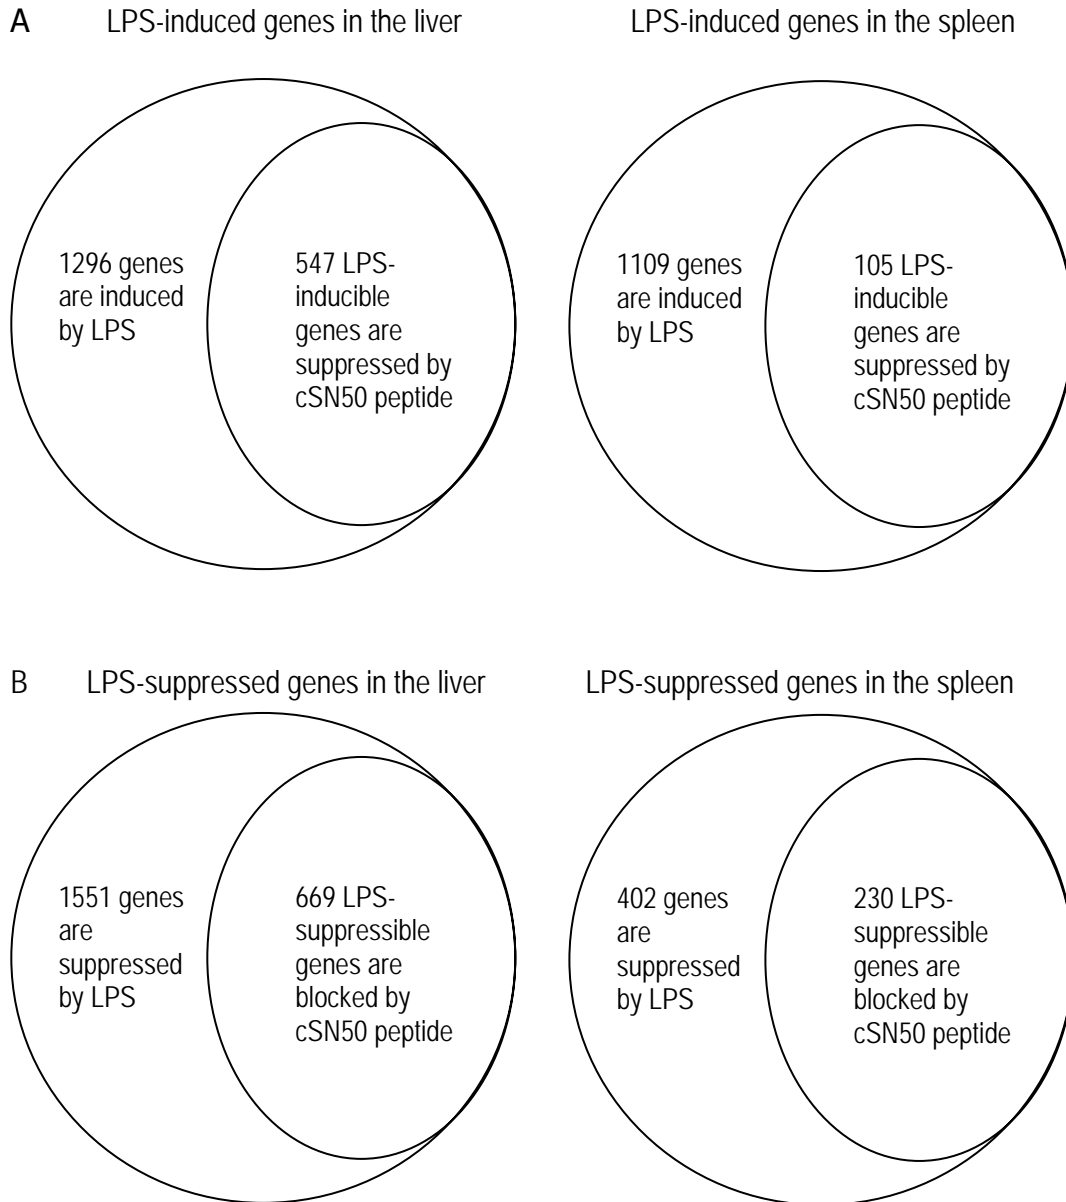 A
LPS-induced genes in the liver
LPS-induced genes in the spleen
1296 genes
are induced
by LPS
547 LPS-
inducible
genes are
suppressed by
cSN50 peptide
1109 genes
are induced
by LPS
105 LPS-
inducible
genes are
suppressed by
cSN50 peptide
B
LPS-suppressed genes in the liver
LPS-suppressed genes in the spleen
1551 genes
are
suppressed
by LPS
669 LPS-
suppressible
genes are
blocked by
cSN50 peptide
402 genes
are
suppressed
by LPS
230 LPS-
suppressible
genes are
blocked by
cSN50 peptide